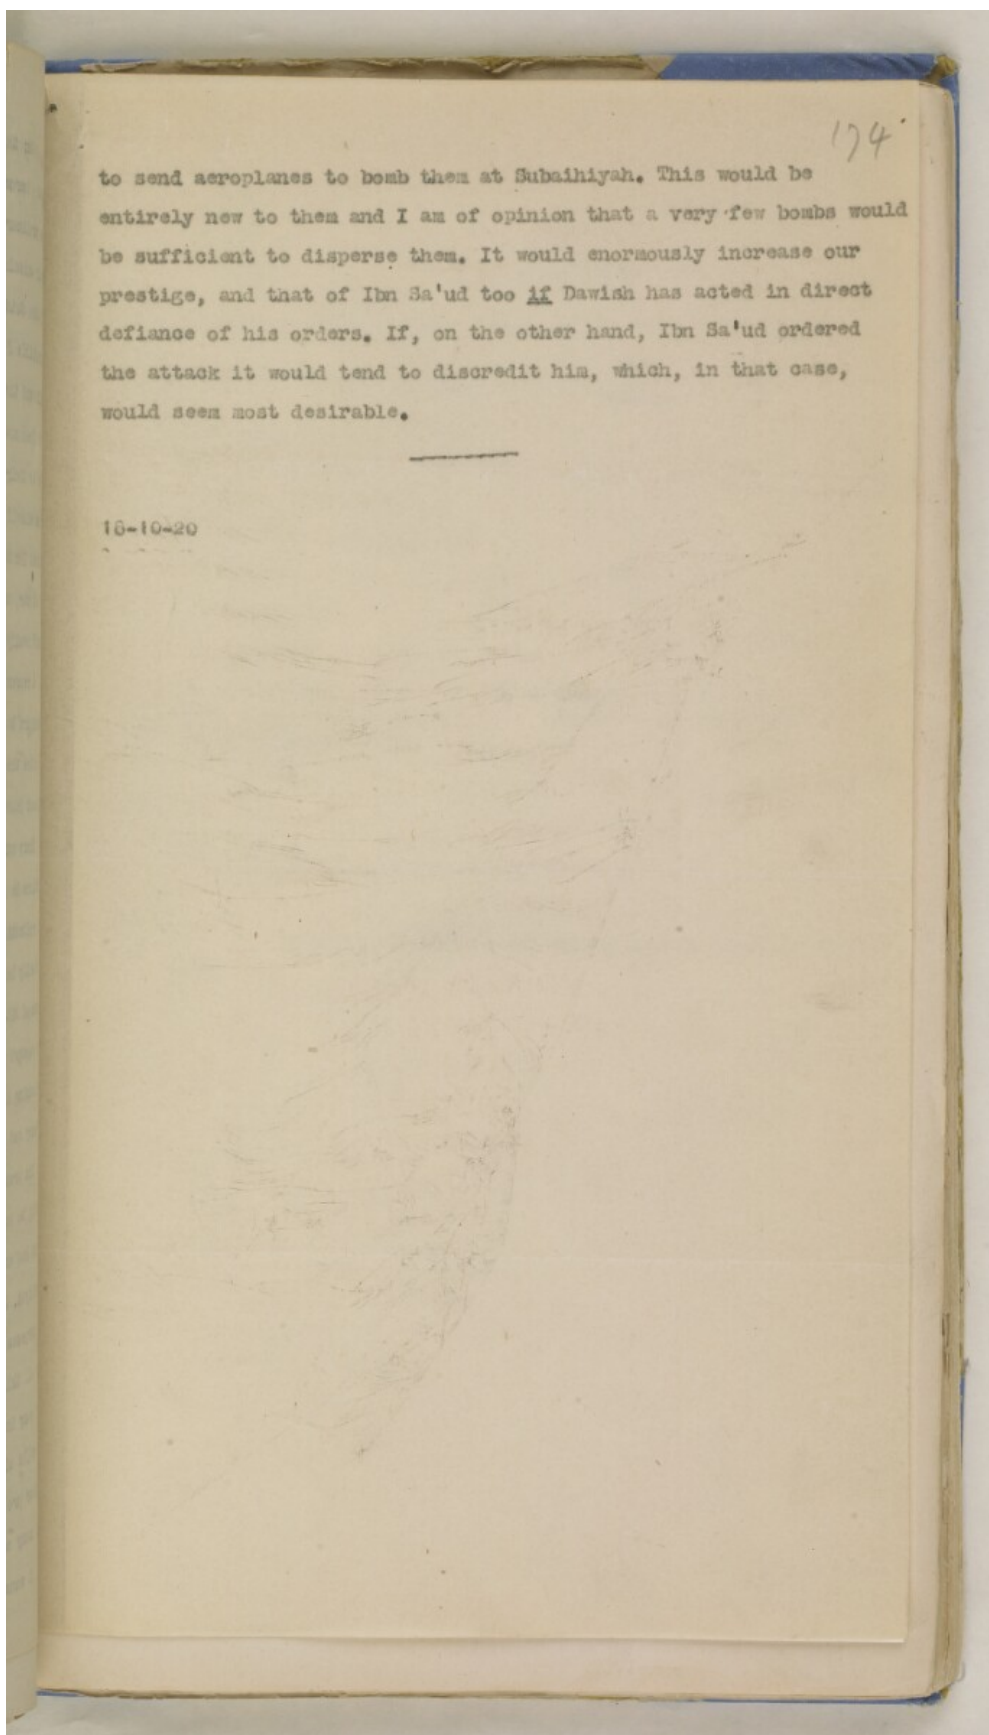 174
to send aeroplanes to bomb them at Subaihiyah. This would be
entirely new to them and I am of opinion that a very few bombs would
be sufficient to disperse them. It would enormously increase our
prestige, and that of Ibn Sa'ud too if Dawish has acted in direct
defiance of his orders. If, on the other hand, Ibn Sa'ud ordered
the attack it would tend to discredit him, which, in that case,
would seem most desirable.
16-10-20